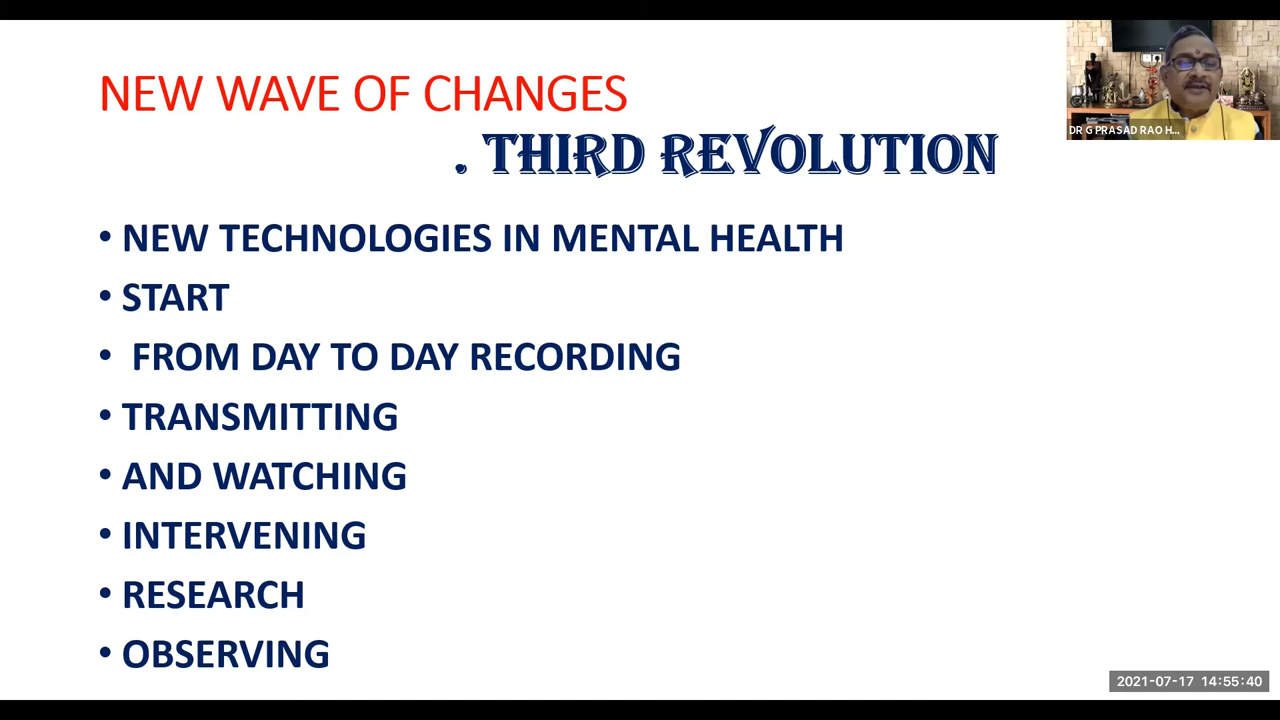 NEW WAVE OF CHANGES
. THIRD REVOLUTION
• NEW TECHNOLOGIES IN MENTAL HEALTH
• START
• FROM DAY TO DAY RECORDING
• TRANSMITTING
• AND WATCHING
• INTERVENING
• RESEARCH
• OBSERVING
DR G PRASAD RAO H...
2021-07-17 14:55:40